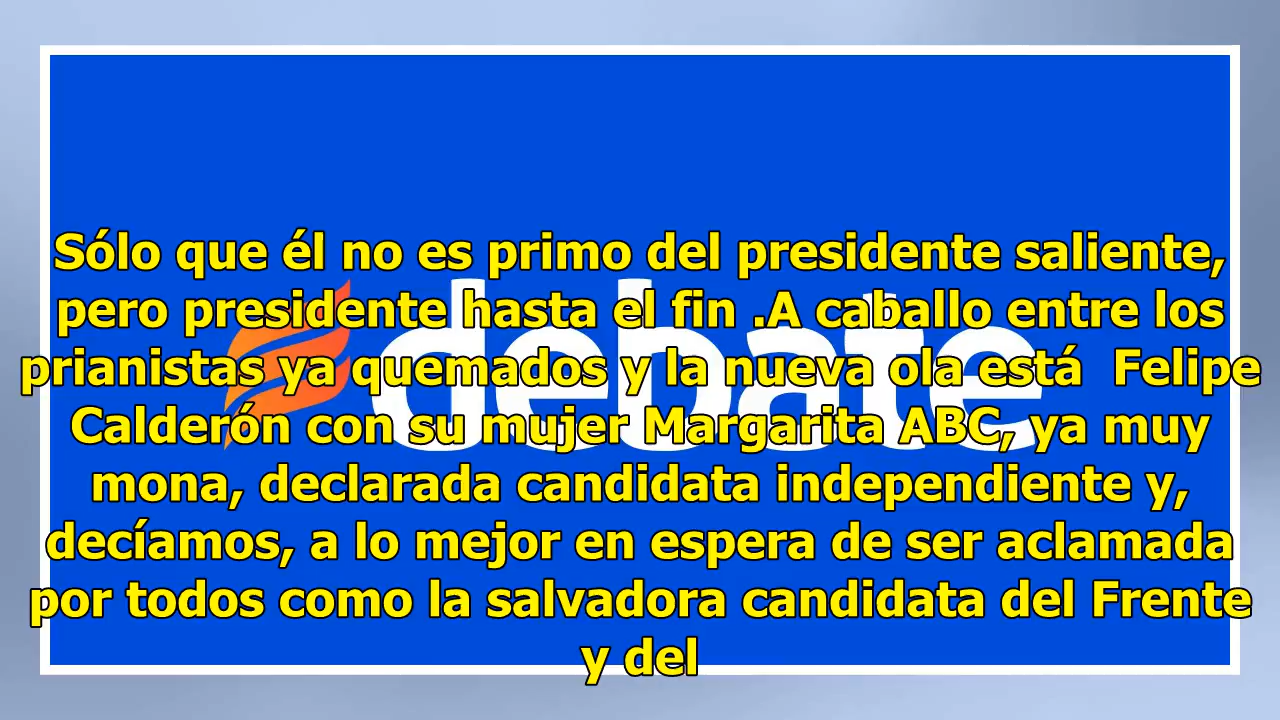 Sólo que él no es primo del presidente saliente,
pero presidente hasta el fin .A caballo entre los
prianistas ya quemados y la nueva ola está  Felipe
Calderón con su mujer Margarita ABC, ya muy
mona, declarada candidata independiente y,
decíamos, a lo mejor en espera de ser aclamada
por todos como la salvadora candidata del Frente
y del
debate